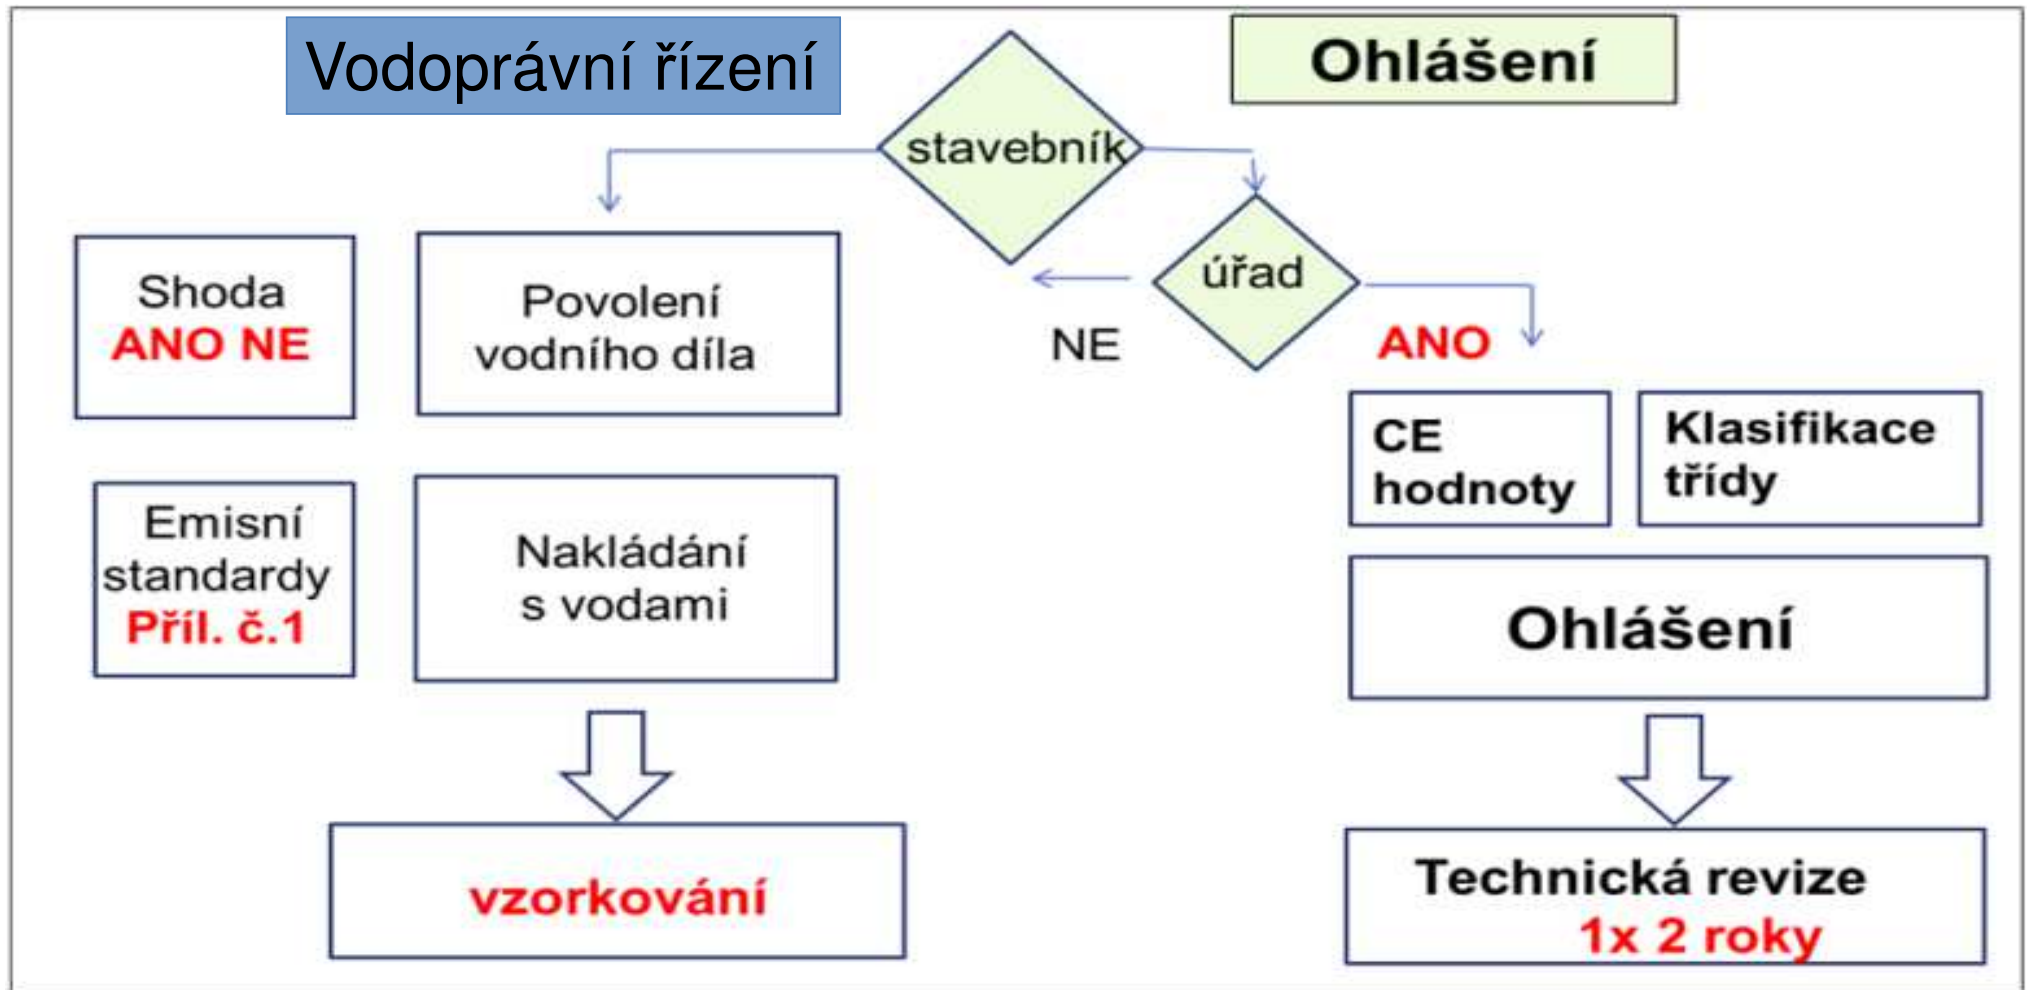 Vodoprávní řízení
Ohlášení
stavebník
úřad
NE
ANO
Shoda
ANO NE
Povolení
vodního díla
Emisní
standardy
Příl. č.1
Nakládání
s vodami
vzorkování
CE
hodnoty
Klasifikace
třídy
Ohlášení
Technická revize
1x 2 roky